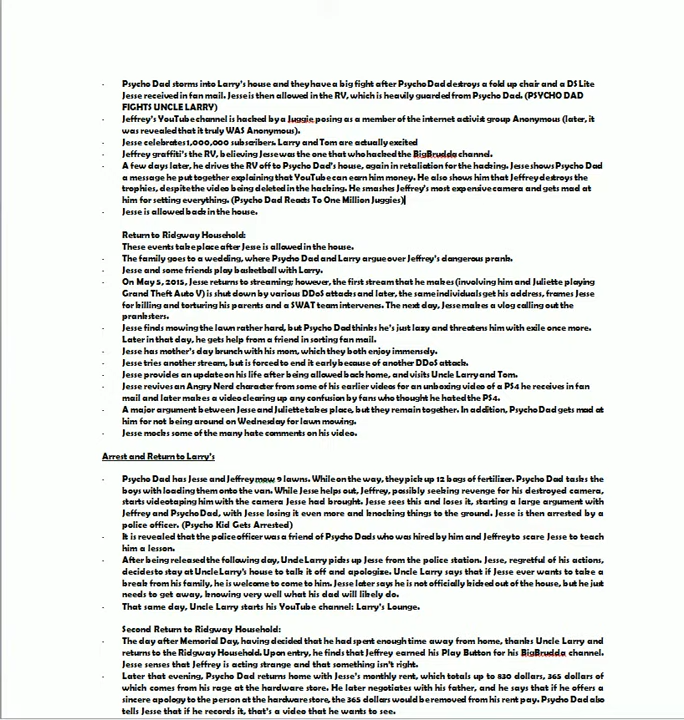 - Psycho Dad storms into Larry's house and they have a big fight after Psycho Dad destroys a fold up chair and a DS Lite
Jesse received in fan mail. Jesse is then allowed in the RV, which is heavily guarded from Psycho Dad. (PSYCHO DAD
FIGHTS UNCLE LARRY)
- Jeffrey's YouTube channel is hacked by a Juggie posing as a member of the internet activist group Anonymous (later, it
was revealed that it truly WAS Anonymous).
- Jesse celebrates 1,000,000 subscribers. Larry and Tom are actually excited
- Jeffrey graffiti's the RV, believing Jesse was the one that who hacked the BigBrudda channel.
- A few days later, he drives the RV off to Psycho Dad's house, again in retaliation for the hacking. Jesse shows Psycho Dad
a message he put together explaining that YouTube can earn him money. He also shows him that Jeffrey destroys the
trophies, despite the video being deleted in the hacking. He smashes Jeffrey's most expensive camera and gets mad at
him for setting everything. (Psycho Dad Reacts To One Million Juggies)
- Jesse is allowed back in the house.
Return to Ridgway Household:
These events take place after Jesse is allowed in the house.
- The family goes to a wedding, where Psycho Dad and Larry argue over Jeffrey's dangerous prank.
- Jesse and some friends play basketball with Larry.
- On May 5, 2015, Jesse returns to streaming; however, the first stream that he makes (involving him and Juliette playing
Grand Theft Auto V) is shut down by various DDoS attacks and later, the same individuals get his address, frames Jesse
for killing and torturing his parents and a SWAT team intervenes. The next day, Jesse makes a vlog calling out the
pranksters.
- Jesse finds mowing the lawn rather hard, but Psycho Dad thinks he's just lazy and threatens him with exile once more.
Later in that day, he gets help from a friend in sorting fan mail.
- Jesse has mother's day brunch with his mom, which they both enjoy immensely.
- Jesse tries another stream, but is forced to end it early because of another DDoS attack.
- Jesse provides an update on his life after being allowed back home, and visits Uncle Larry and Tom.
- Jesse revives an Angry Nerd character from some of his earlier videos for an unboxing video of a PS4 he receives in fan
mail and later makes a video clearing up any confusion by fans who thought he hated the PS4.
- A major argument between Jesse and Juliette takes place, but they remain together. In addition, Psycho Dad gets mad at
him for not being around on Wednesday for lawn mowing.
- Jesse mocks some of the many hate comments on his video.
Arrest and Return to Larry's
- Psycho Dad has Jesse and Jeffrey mow 9 lawns. While on the way, they pick up 12 bags of fertilizer. Psycho Dad tasks the
boys with loading them onto the van. While Jesse helps out, Jeffrey, possibly seeking revenge for his destroyed camera,
starts videotaping him with the camera Jesse had brought. Jesse sees this and loses it, starting a large argument with
Jeffrey and Psycho Dad, with Jesse losing it even more and knocking things to the ground. Jesse is then arrested by a
police officer. (Psycho Kid Gets Arrested)
- It is revealed that the police officer was a friend of Psycho Dads who was hired by him and Jeffrey to scare Jesse to teach
him a lesson.
- After being released the following day, Uncle Larry picks up Jesse from the police station. Jesse, regretful of his actions,
decides to stay at Uncle Larry's house to talk it off and apologize. Uncle Larry says that if Jesse ever wants to take a
break from his family, he is welcome to come to him. Jesse later says he is not officially kicked out of the house, but he just
needs to get away, knowing very well what his dad will likely do.
- That same day, Uncle Larry starts his YouTube channel: Larry's Lounge.
Second Return to Ridgway Household:
- The day after Memorial Day, having decided that he had spent enough time away from home, thanks Uncle Larry and
returns to the Ridgway Household. Upon entry, he finds that Jeffrey earned his Play Button for his BigBrudda channel.
Jesse senses that Jeffrey is acting strange and that something isn't right.
- Later that evening, Psycho Dad returns home with Jesse's monthly rent, which totals up to 830 dollars, 365 dollars of
which comes from his rage at the hardware store. He later negotiates with his father, and he says that if he offers a
sincere apology to the person at the hardware store, the 365 dollars would be removed from his rent pay. Psycho Dad also
tells Jesse that if he records it, that's a video that he wants to see.